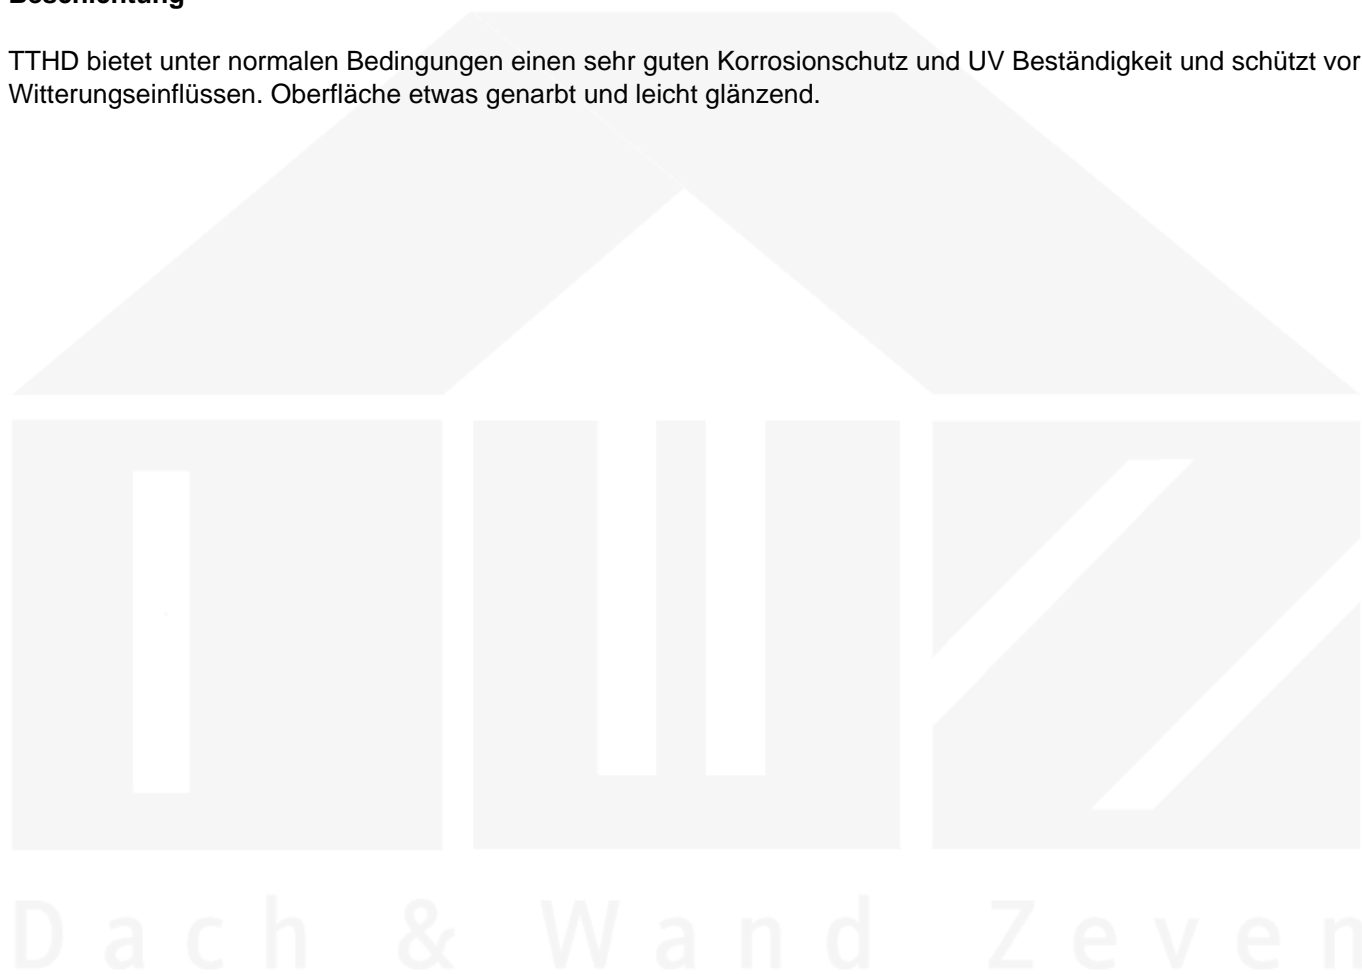 Beschichtung
TTHD bietet unter normalen Bedingungen einen sehr guten Korrosionschutz und UV Beständigkeit und schützt vor
Witterungseinflüssen. Oberfläche etwas genarbt und leicht glänzend.
Dach & Wand Zeven